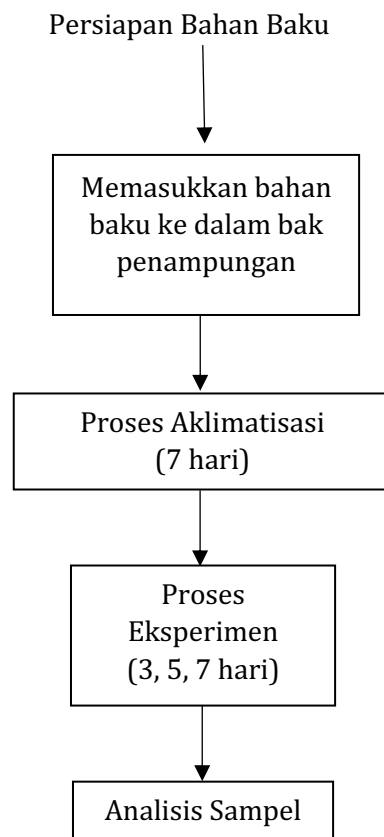 Persiapan Bahan Baku
Memasukkan bahan
baku ke dalam bak
penampungan
Proses Aklimatisasi
(7 hari)
Proses
Eksperimen
(3, 5, 7 hari)
Analisis Sampel